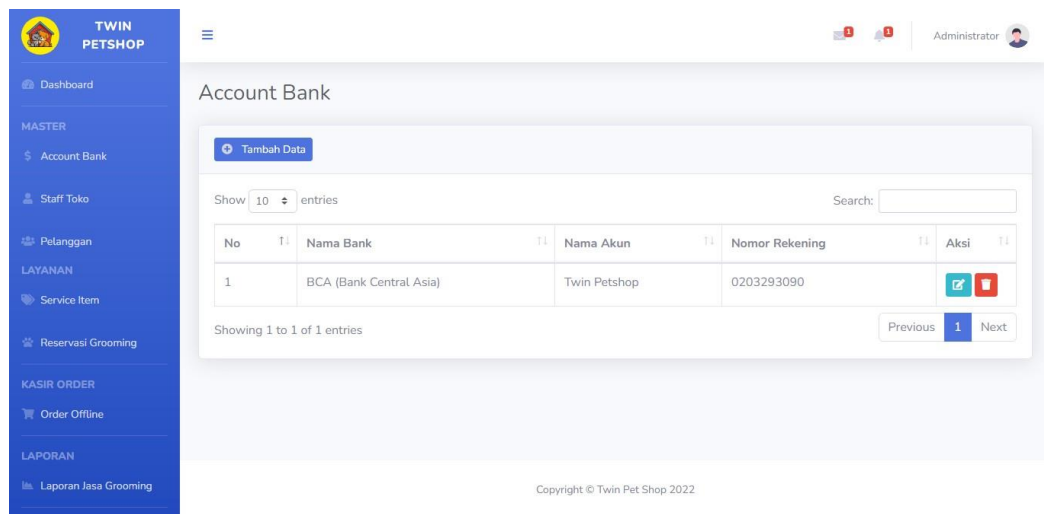 TWIN
PETSHOP
1
1
Administrator
Dashboard
MASTER
$ Account Bank
Staff Toko
Pelanggan
LAYANAN
Service Item
Reservasi Grooming
KASIR ORDER
Order Offline
LAPORAN
Laporan Jasa Grooming
Account Bank
Tambah Data
Show 10 entries
Search:
No Nama Bank Nama Akun Nomor Rekening Aksi
1 BCA (Bank Central Asia) Twin Petshop 0203293090
Showing 1 to 1 of 1 entries
Previous 1 Next
Copyright © Twin Pet Shop 2022